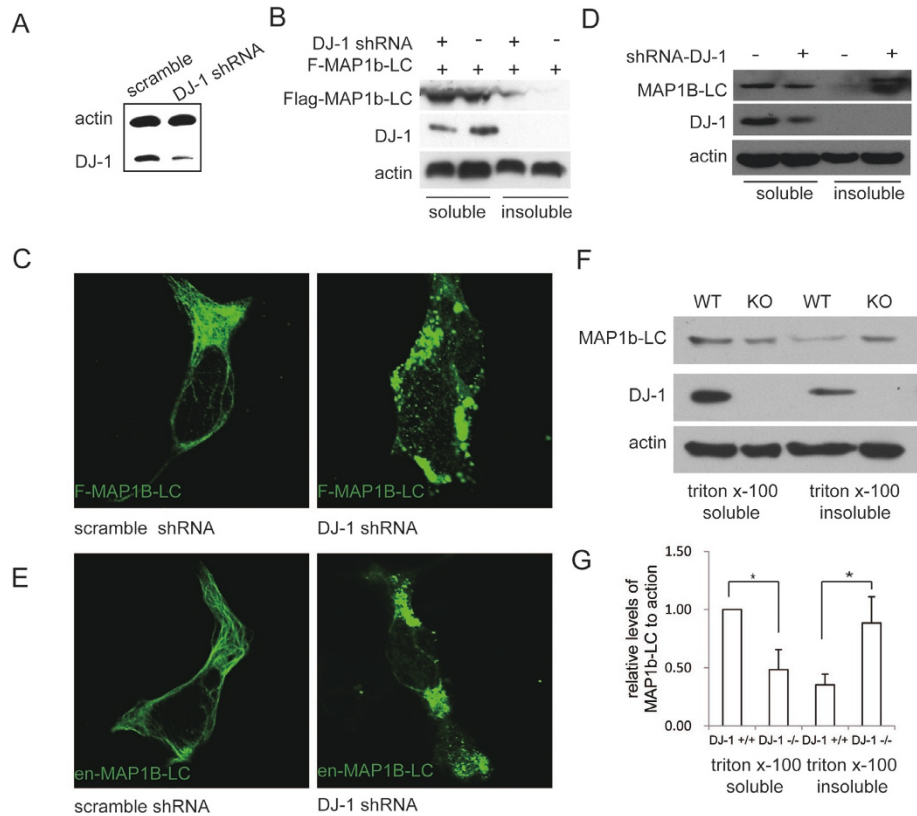 A
scramble
DJ-1 shRNA
actin
DJ-1
B
DJ-1 shRNA + - + -
F-MAP1b-LC + + + +
Flag-MAP1b-LC
DJ-1
actin
soluble insoluble
D
shRNA-DJ-1 - + - +
MAP1B-LC
DJ-1
actin
soluble insoluble
C
F-MAP1B-LC
scramble shRNA
F-MAP1B-LC
DJ-1 shRNA
E
en-MAP1B-LC
scramble shRNA
en-MAP1B-LC
DJ-1 shRNA
F
WT KO WT KO
MAP1b-LC
DJ-1
actin
triton x-100 triton x-100
soluble insoluble
G
relative levels of
MAP1b-LC to action
1.50
1.00
0.50
0.00
* *
DJ-1 +/+ DJ-1 -/- DJ-1 +/+ DJ-1 -/-
triton x-100 triton x-100
soluble insoluble